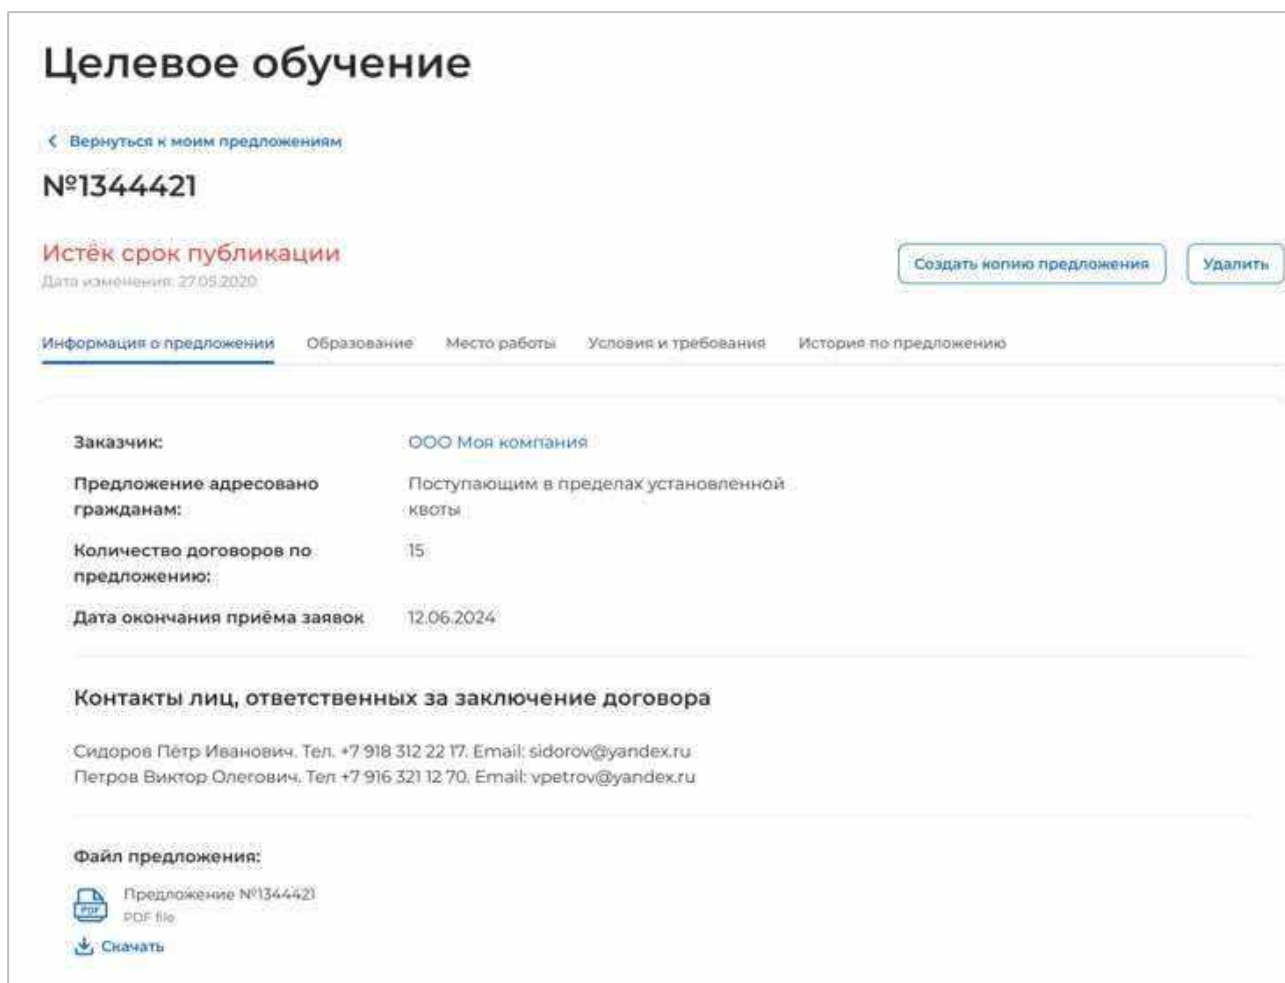 Целевое обучение
Вернуться к моим предложениям
№1344421
Истёк срок публикации
Создать копию предложения
Удалить
Дата изменения: 27.05.2020
Информация о предложении Образование Место работы Условия и требования История по предложению
Заказчик: ООО Моя компания
Предложение адресовано Поступающим в пределах установленной
гражданам: квоты
Количество договоров по 15
предложению:
Дата окончания приёма заявок 12.06.2024
Контакты лиц, ответственных за заключение договора
Сидоров Пётр Иванович. Тел. +7 918 312 22 17. Email: sidorov@yandex.ru
Петров Виктор Олегович. Тел +7 916 321 12 70. Email: vpetrov@yandex.ru
Файл предложения:
Предложение №1344421
PDF
PDF file
Скачать